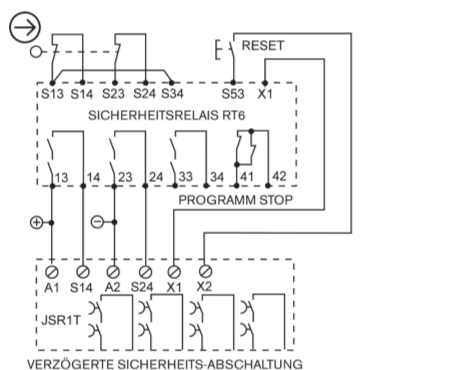 RESET
S13 S14 S23 S24 S34 S53 X1
SICHERHEITSRELAIS RT6
13 14 23 24 33 34 41 42
PROGRAMM STOP
+
−
A1 S14 A2 S24 X1 X2
JSR1T
VERZÖGERTE SICHERHEITS-ABSCHALTUNG